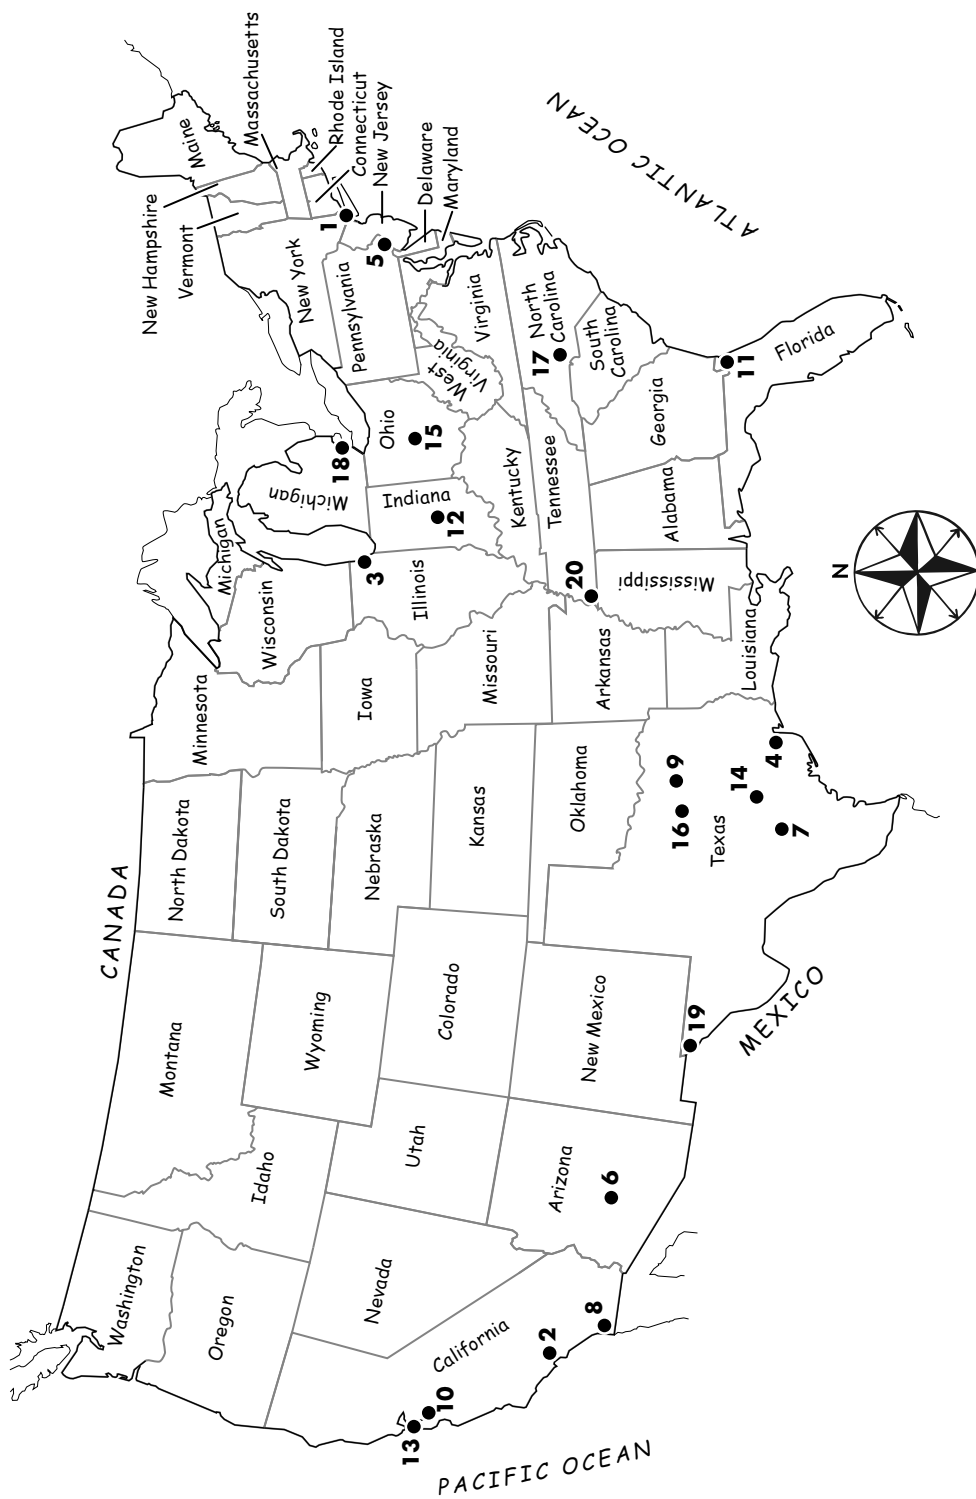 CANADA
Washington
Oregon
California
Nevada
Idaho
Montana
Wyoming
Utah
Arizona
Colorado
New Mexico
North Dakota
South Dakota
Nebraska
Kansas
Oklahoma
Texas
Minnesota
Iowa
Missouri
Arkansas
Louisiana
Wisconsin
Illinois
Michigan
Michigan
Indiana
Ohio
Kentucky
Tennessee
Mississippi
Alabama
Georgia
Florida
South
Carolina
North
Carolina
Virginia
West
Virginia
Pennsylvania
New York
Vermont
New Hampshire
Maine
Massachusetts
Rhode Island
Connecticut
New Jersey
Delaware
Maryland
ATLANTIC OCEAN
PACIFIC OCEAN
MEXICO
N
1
2
3
4
5
6
7
8
9
10
11
12
13
14
15
16
17
18
19
20